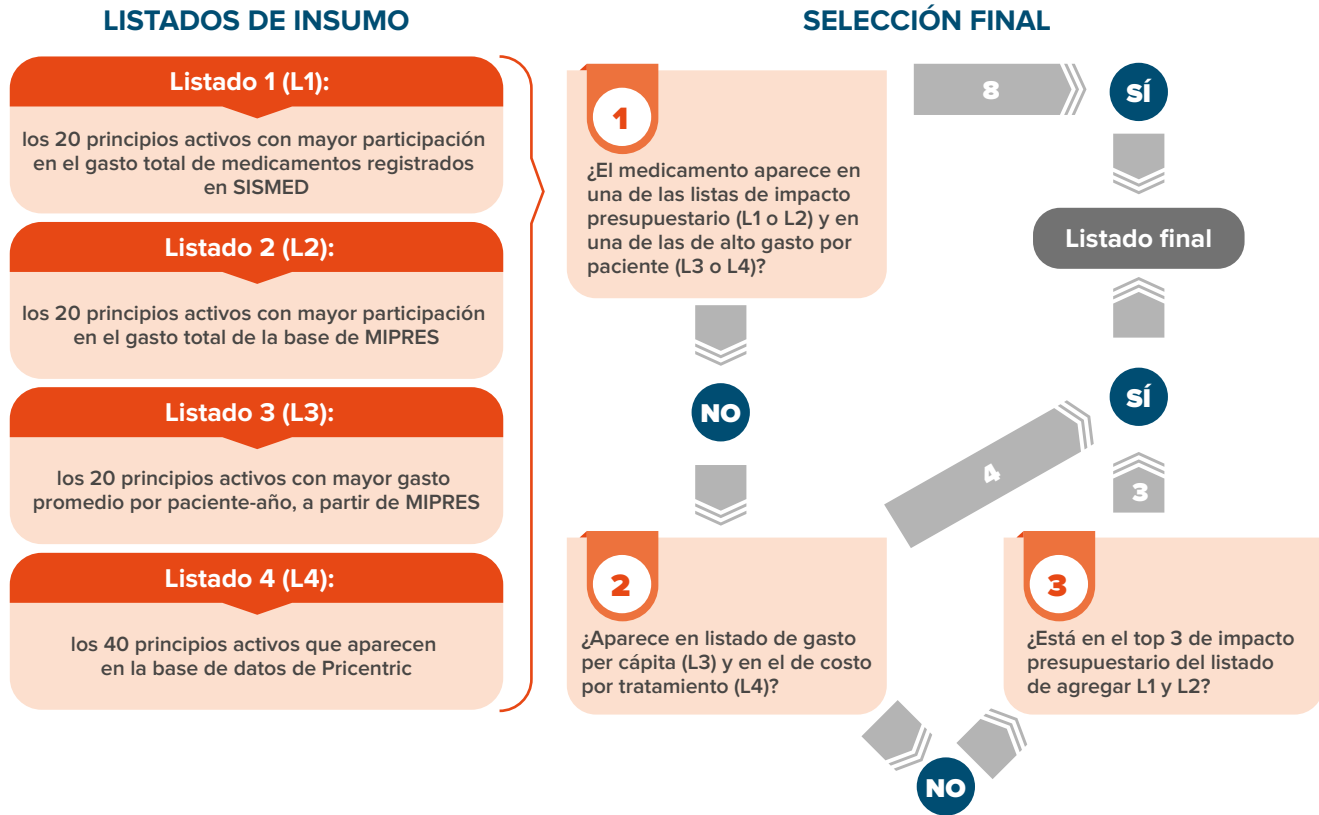 LISTADOS DE INSUMO
Listado 1 (L1):
los 20 principios activos con mayor participación
en el gasto total de medicamentos registrados
en SISMED
Listado 2 (L2):
los 20 principios activos con mayor participación
en el gasto total de la base de MIPRES
Listado 3 (L3):
los 20 principios activos con mayor gasto
promedio por paciente-año, a partir de MIPRES
Listado 4 (L4):
los 40 principios activos que aparecen
en la base de datos de Pricentric
SELECCIÓN FINAL
1
¿El medicamento aparece en
una de las listas de impacto
presupuestario (L1 o L2) y en
una de las de alto gasto por
paciente (L3 o L4)?
8
SÍ
Listado final
NO
SÍ
4
3
2
¿Aparece en listado de gasto
per cápita (L3) y en el de costo
por tratamiento (L4)?
3
¿Está en el top 3 de impacto
presupuestario del listado
de agregar L1 y L2?
NO